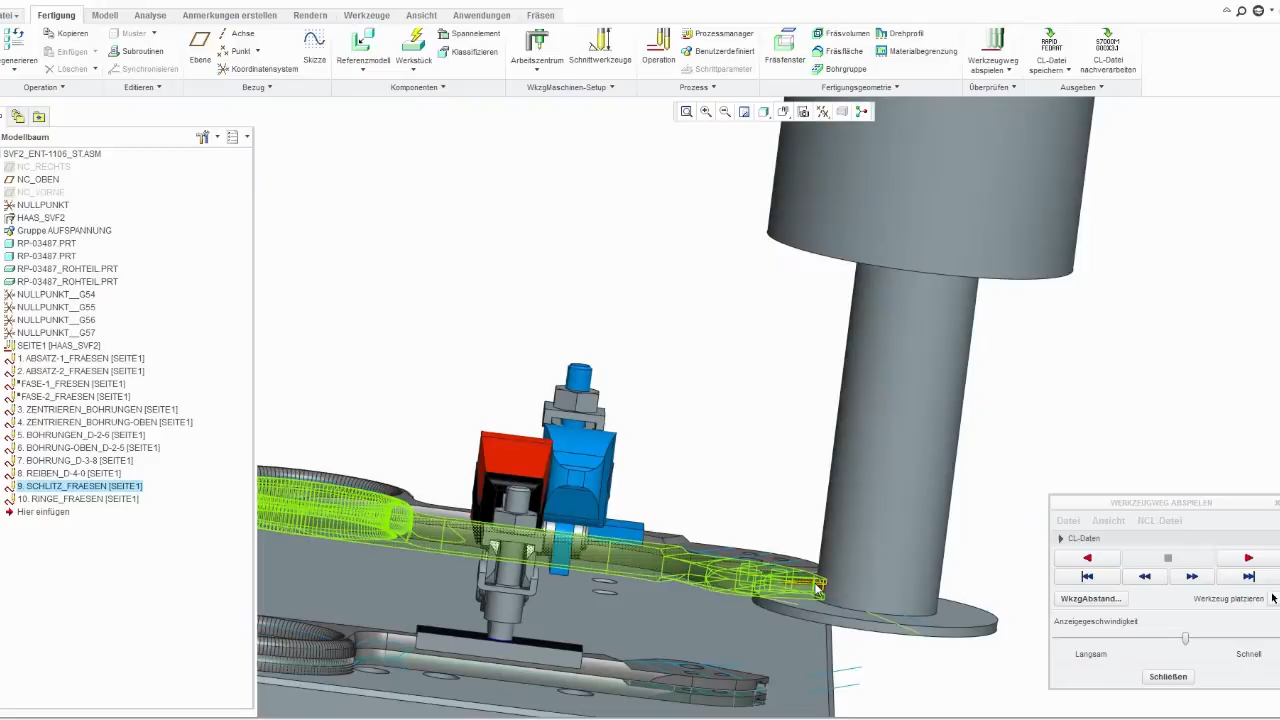 Fertigung Modell Analyse Anmerkungen erstellen Rendern Werkzeuge Ansicht Anwendungen Fräsen
Kopieren Muster Achse Spannelement Prozessmanager Fräsvolumen Drehprofil
Einfügen Subroutinen Punkt Klassifizieren Benutzerdefiniert Fräsfläche Materialbegrenzung
Löschen Synchronisieren Koordinatensystem Schrittparameter Bohrgruppe
Ebene Skizze Referenzmodell Werkstück Arbeitszentrum Schnittwerkzeuge Operation Fräsfenster
Werkzeugweg abspielen CL-Datei speichern CL-Datei nachverarbeiten
Operation Editieren Bezug Komponenten WkzgMaschinen-Setup Prozess Fertigungsgeometrie Überprüfen Ausgeben
Modellbaum
SVF2_ENT-1106_ST.ASM
NC_RECHTS
NC_OBEN
NC_VORNE
NULLPUNKT
HAAS_SVF2
Gruppe AUFSPANNUNG
RP-03487.PRT
RP-03487.PRT
RP-03487_ROHTEIL.PRT
RP-03487_ROHTEIL.PRT
NULLPUNKT__G54
NULLPUNKT__G55
NULLPUNKT__G56
NULLPUNKT__G57
SEITE1 [HAAS_SVF2]
1. ABSATZ-1_FRAESEN [SEITE1]
2. ABSATZ-2_FRAESEN [SEITE1]
FASE-1_FRESEN [SEITE1]
FASE-2_FRAESEN [SEITE1]
3. ZENTRIEREN_BOHRUNGEN [SEITE1]
4. ZENTRIEREN_BOHRUNG-OBEN [SEITE1]
5. BOHRUNGEN_D-2-6 [SEITE1]
6. BOHRUNG-OBEN_D-2-5 [SEITE1]
7. BOHRUNG_D-3-8 [SEITE1]
8. REIBEN_D-4-0 [SEITE1]
9. SCHLITZ_FRAESEN [SEITE1]
10. RINGE_FRAESEN [SEITE1]
Hier einfügen
WERKZEUGWEG ABSPIELEN
Datei Ansicht NCL Datei
CL-Daten
WkzgAbstand... Werkzeug platzieren
Anzeigegeschwindigkeit
Langsam Schnell
Schließen